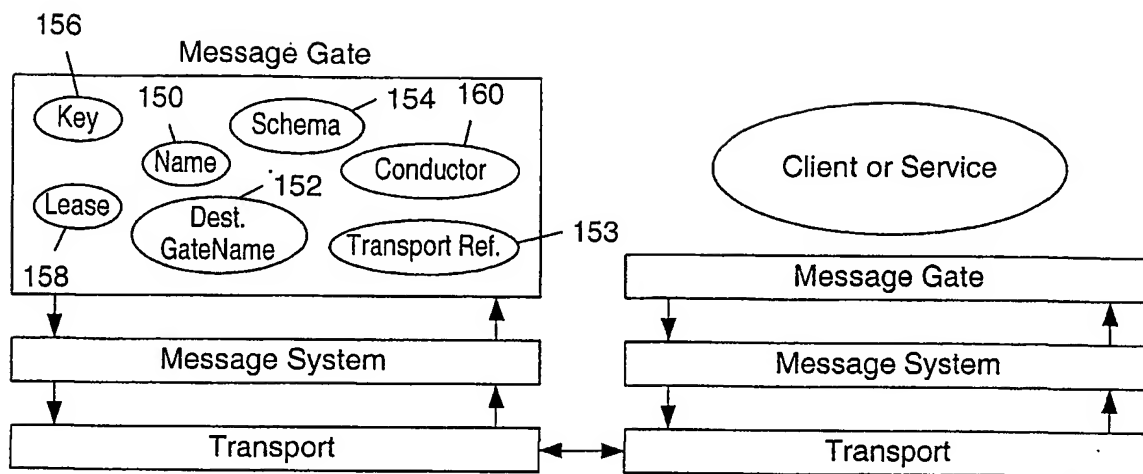 156
Message Gate
150
154
160
Key
Schema
Name
Conductor
Client or Service
152
Lease
Dest.
GateName
Transport Ref.
153
158
Message Gate
Message System
Message System
Transport
Transport